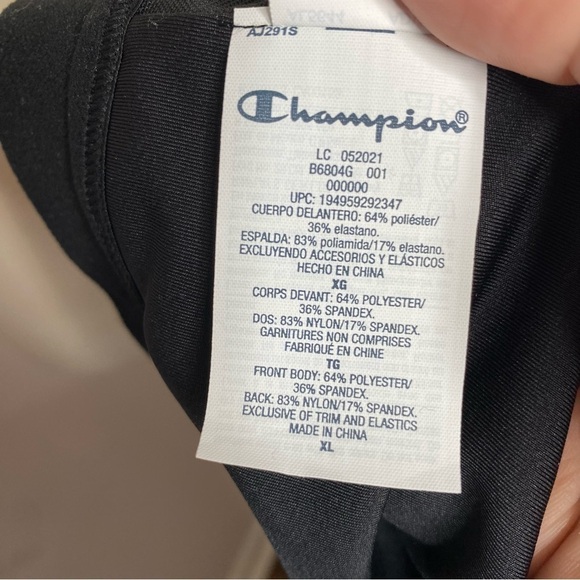 AJ291S
Champion®
LC 052021
B6804G 001
000000
UPC: 194959292347
CUERPO DELANTERO: 64% poliéster/
36% elastano.
ESPALDA: 83% poliamida/17% elastano.
EXCLUYENDO ACCESORIOS Y ELÁSTICOS
HECHO EN CHINA
XG
CORPS DEVANT: 64% POLYESTER/
36% SPANDEX.
DOS: 83% NYLON/17% SPANDEX.
GARNITURES NON COMPRISES
FABRIQUÉ EN CHINE
TG
FRONT BODY: 64% POLYESTER/
36% SPANDEX.
BACK: 83% NYLON/17% SPANDEX.
EXCLUSIVE OF TRIM AND ELASTICS
MADE IN CHINA
XL